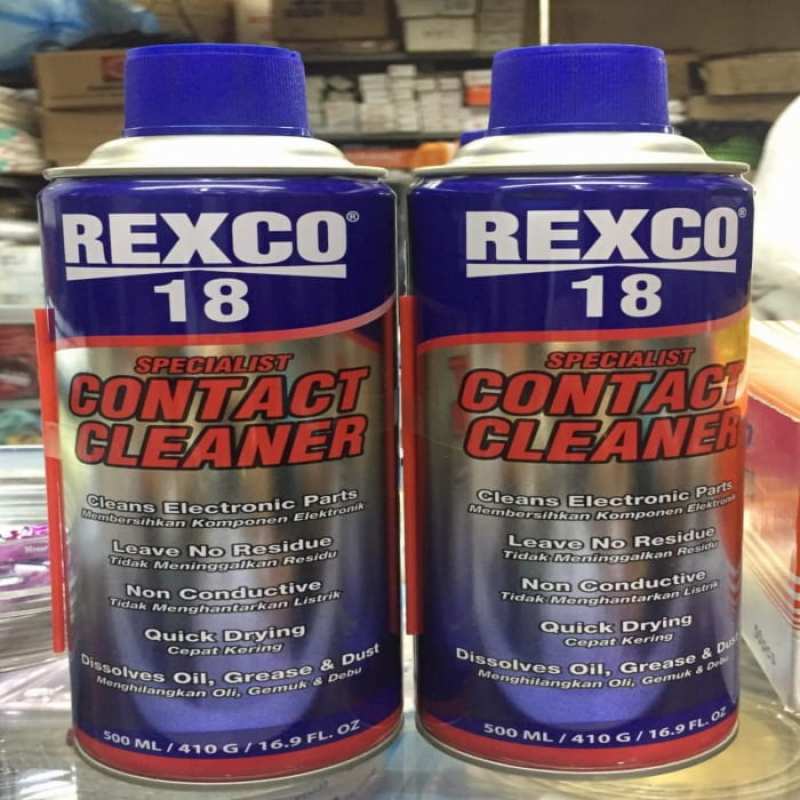 REXCO®
18
SPECIALIST
CONTACT
CLEANER
Cleans Electronic Parts
Membersihkan Komponen Elektronik
Leave No Residue
Tidak Meninggalkan Residu
Non Conductive
Tidak Menghantarkan Listrik
Quick Drying
Cepat Kering
Dissolves Oil, Grease & Dust
Menghilangkan Oli, Gemuk & Debu
500 ML / 410 G / 16.9 FL. OZ
REXCO®
18
SPECIALIST
CONTACT
CLEANER
Cleans Electronic Parts
Membersihkan Komponen Elektronik
Leave No Residue
Tidak Meninggalkan Residu
Non Conductive
Tidak Menghantarkan Listrik
Quick Drying
Cepat Kering
Dissolves Oil, Grease & Dust
Menghilangkan Oli, Gemuk & Debu
500 ML / 410 G / 16.9 FL. OZ